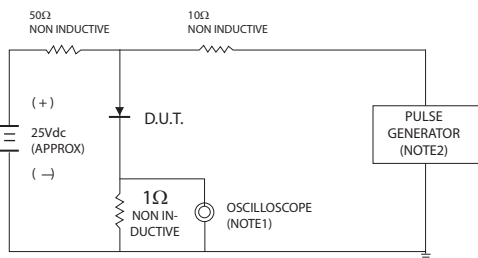 50Ω
NON INDUCTIVE
10Ω
NON INDUCTIVE
(+)
25Vdc
(APPROX)
(—)
D.U.T.
1Ω
NON IN-
DUCTIVE
OSCILLOSCOPE
(NOTE1)
PULSE
GENERATOR
(NOTE2)